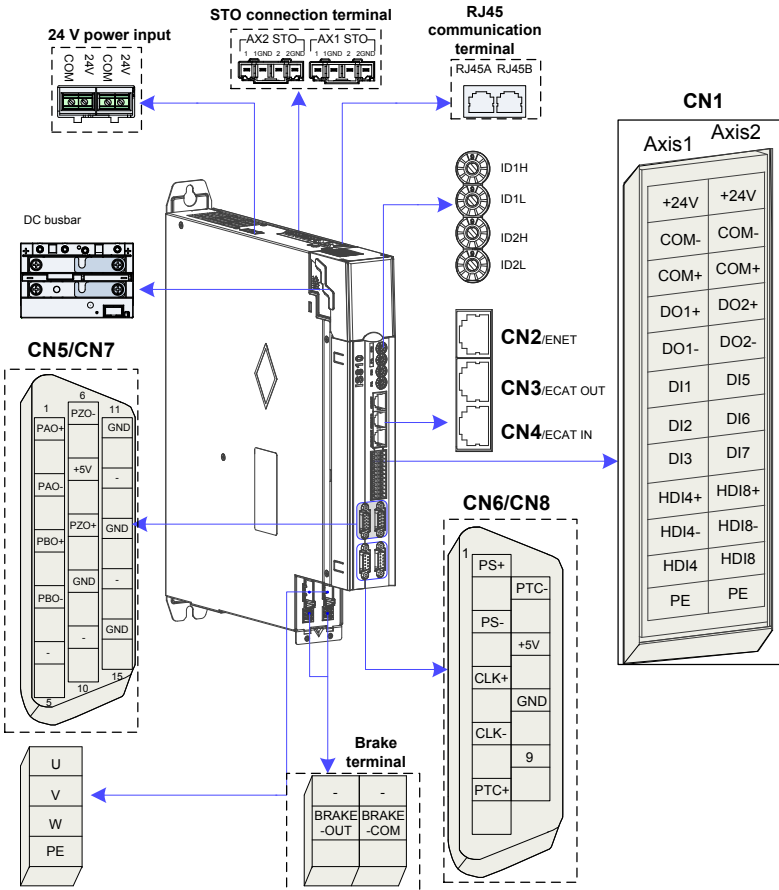 STO connection terminal
24 V power input
COM
24V
COM
24V
AX2 STO
AX1 STO
1 1GND 2 2GND
1 1GND 2 2GND
RJ45
communication
terminal
RJ45A RJ45B
CN1
Axis1 Axis2
+24V +24V
COM- COM-
COM+ COM+
DO1+ DO2+
DO1- DO2-
DI1 DI5
DI2 DI6
DI3 DI7
HDI4+ HDI8+
HDI4- HDI8-
HDI4 HDI8
PE PE
ID1H
ID1L
ID2H
ID2L
DC busbar
+ +
- -
IS810
CN2/ENET
CN3/ECAT OUT
CN4/ECAT IN
CN5/CN7
1 6 11
PAO+ PZO- GND
+5V -
PAO-
PZO+ GND
PBO+
GND -
PBO-
- GND
-
5 10 15
CN6/CN8
1
PS+
PTC-
PS-
+5V
CLK+
GND
CLK-
9
PTC+
U
V
W
PE
Brake
terminal
- -
BRAKE BRAKE
-OUT -COM